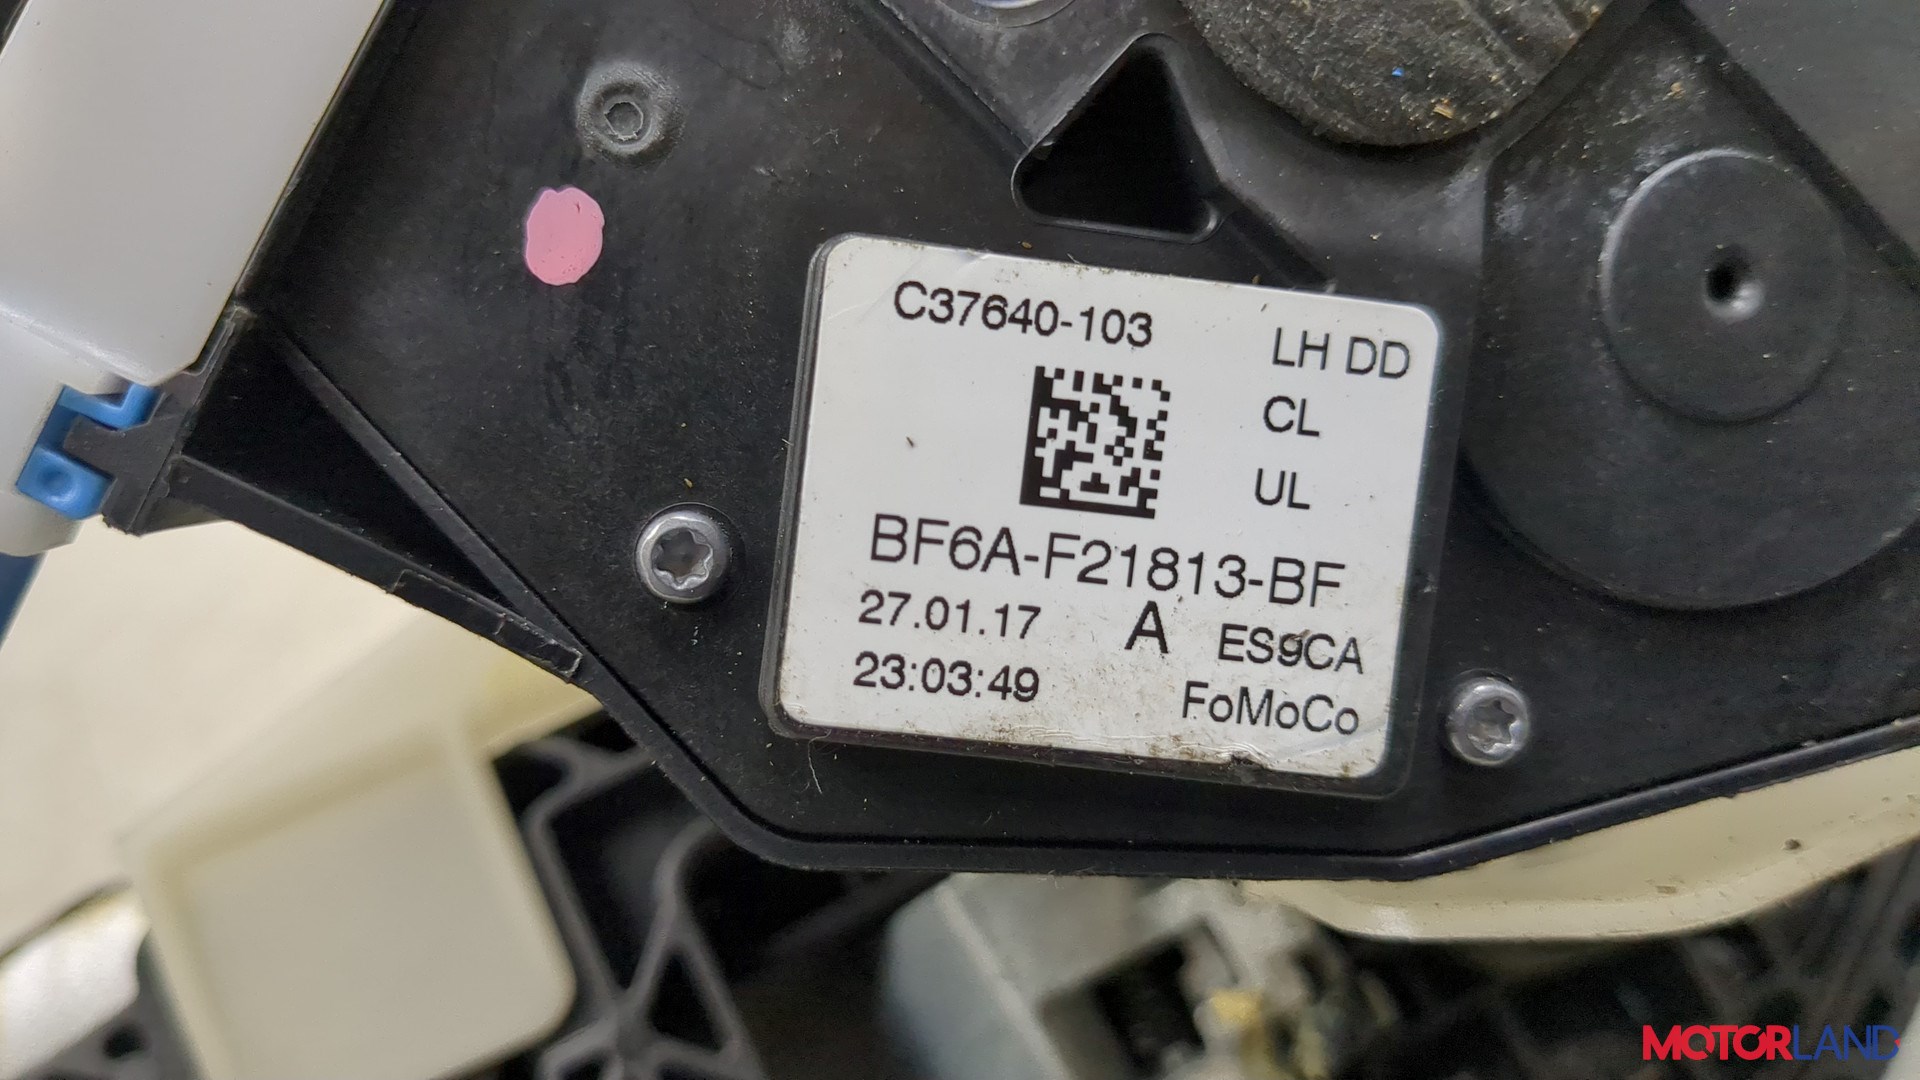 C37640-103
LH DD
CL
UL
BF6A-F21813-BF
27.01.17 A ES9CA
23:03:49 FoMoCo
MOTORLAND